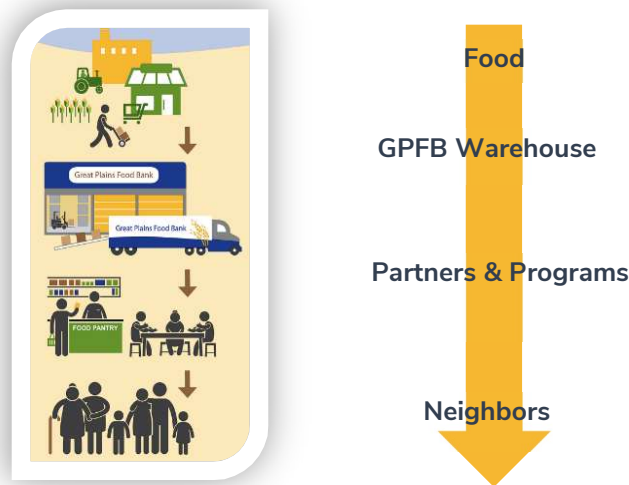 Food
GPFB Warehouse
Partners & Programs
Neighbors
Great Plains Food Bank
Great Plains Food Bank
FOOD PANTRY